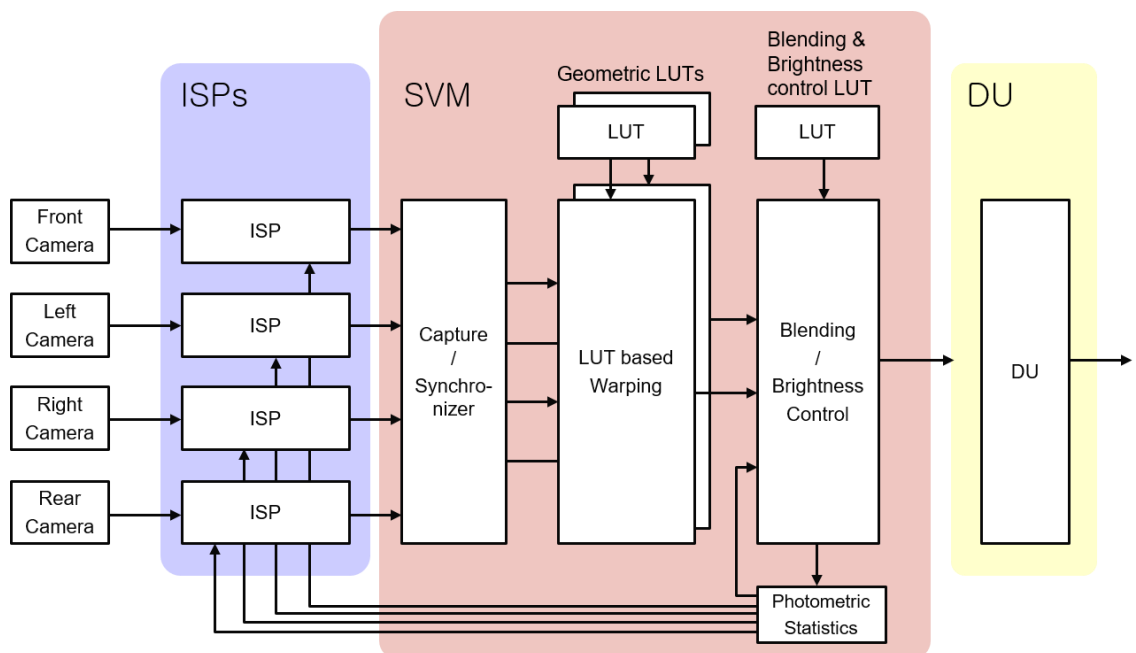 ISPs
SVM
DU
Geometric LUTs
Blending &
Brightness
control LUT
LUT
LUT
Front
Camera
ISP
Left
Camera
ISP
Right
Camera
ISP
Rear
Camera
ISP
Capture
/
Synchro-
nizer
LUT based
Warping
Blending
/
Brightness
Control
DU
Photometric
Statistics